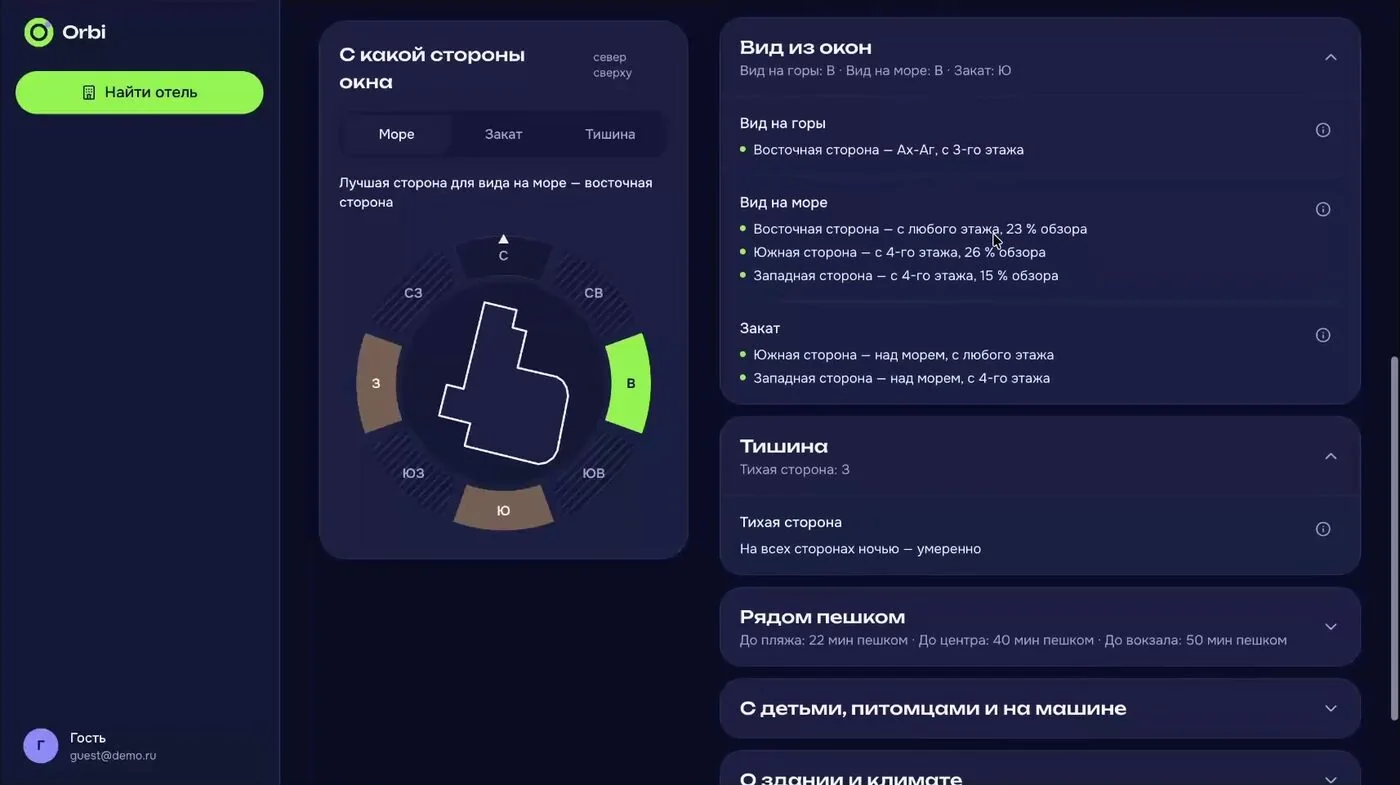 Orbi
Найти отель
С какой стороны
окна
север
сверху
Море
Закат
Тишина
Лучшая сторона для вида на море — восточная
сторона
С
СЗ
СВ
З
В
ЮЗ
ЮВ
Ю
Вид из окон
Вид на горы: В · Вид на море: В · Закат: Ю
Вид на горы
Восточная сторона — Ах-Аг, с 3-го этажа
Вид на море
Восточная сторона — с любого этажа, 23 % обзора
Южная сторона — с 4-го этажа, 26 % обзора
Западная сторона — с 4-го этажа, 15 % обзора
Закат
Южная сторона — над морем, с любого этажа
Западная сторона — над морем, с 4-го этажа
Тишина
Тихая сторона: З
Тихая сторона
На всех сторонах ночью — умеренно
Рядом пешком
До пляжа: 22 мин пешком · До центра: 40 мин пешком · До вокзала: 50 мин пешком
С детьми, питомцами и на машине
О здании и климате
Г
Гость
guest@demo.ru